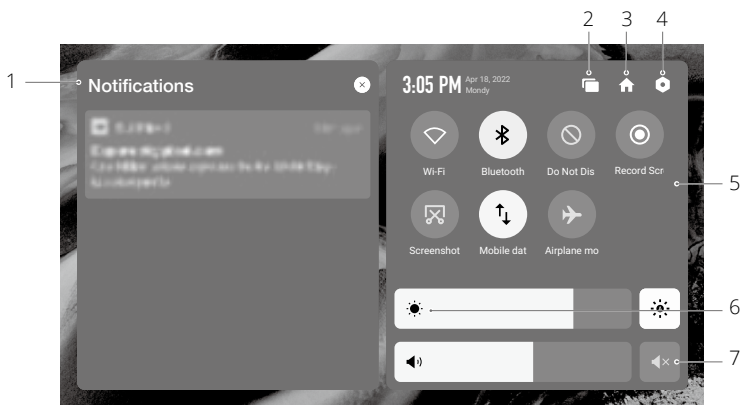 2 3 4
1
Notifications
3:05 PM
Apr 18, 2022
Mondy
Wi-Fi Bluetooth Do Not Dis Record Scr
5
Screenshot Mobile dat Airplane mo
6
7